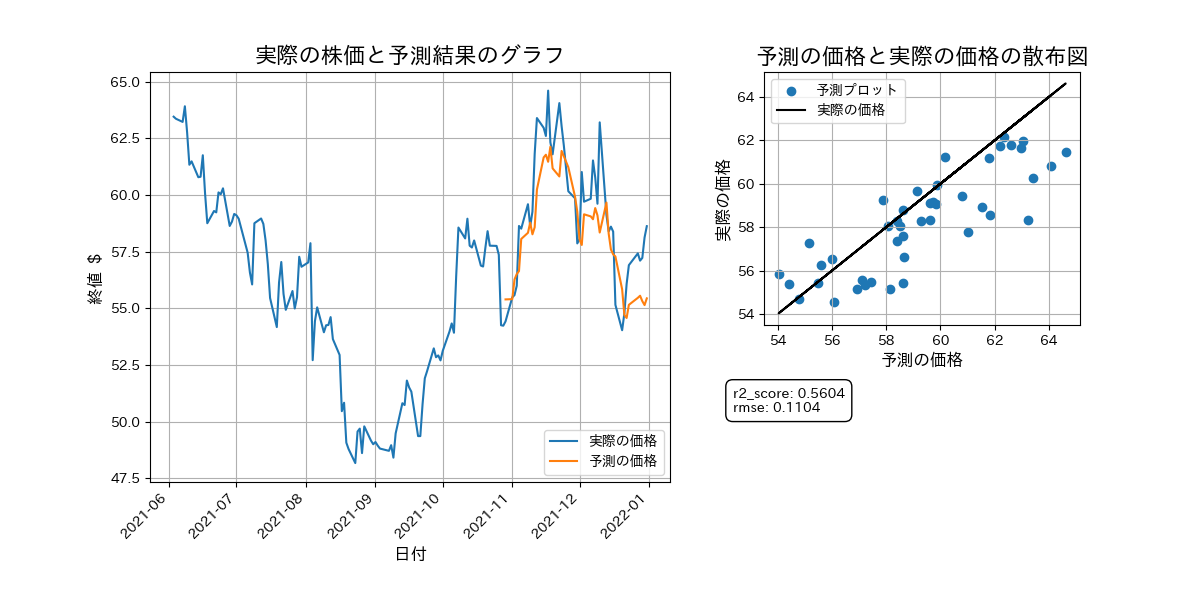 実際の株価と予測結果のグラフ
65.0
62.5
60.0
57.5
55.0
52.5
50.0
47.5
終値 $
実際の価格
予測の価格
2021-06
2021-07
2021-08
2021-09
2021-10
2021-11
2021-12
2022-01
日付
予測の価格と実際の価格の散布図
予測プロット
実際の価格
64
62
60
58
56
54
実際の価格
54
56
58
60
62
64
予測の価格
r2_score: 0.5604
rmse: 0.1104